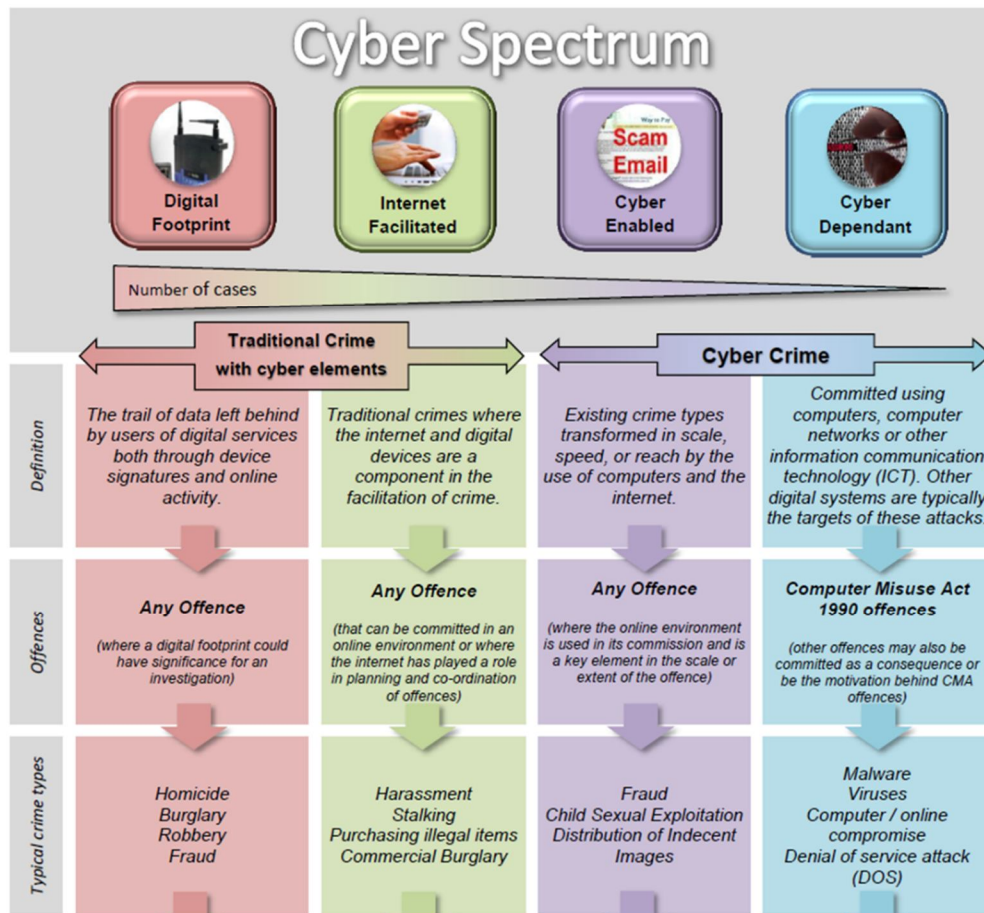 Cyber Spectrum
Digital
Footprint
Internet
Facilitated
Way to Pay
Scam
Email
Cyber
Enabled
Cyber
Dependant
Number of cases
Traditional Crime
with cyber elements
Cyber Crime
Definition
The trail of data left behind
by users of digital services
both through device
signatures and online
activity.
Traditional crimes where
the internet and digital
devices are a
component in the
facilitation of crime.
Existing crime types
transformed in scale,
speed, or reach by the
use of computers and the
internet.
Committed using
computers, computer
networks or other
information communication
technology (ICT). Other
digital systems are typically
the targets of these attacks.
Offences
Any Offence
(where a digital footprint could
have significance for an
investigation)
Any Offence
(that can be committed in an
online environment or where
the internet has played a role
in planning and co-ordination
of offences)
Any Offence
(where the online environment
is used in its commission and is
a key element in the scale or
extent of the offence)
Computer Misuse Act
1990 offences
(other offences may also be
committed as a consequence or
be the motivation behind CMA
offences)
Typical crime types
Homicide
Burglary
Robbery
Fraud
Harassment
Stalking
Purchasing illegal items
Commercial Burglary
Fraud
Child Sexual Exploitation
Distribution of Indecent
Images
Malware
Viruses
Computer / online
compromise
Denial of service attack
(DOS)